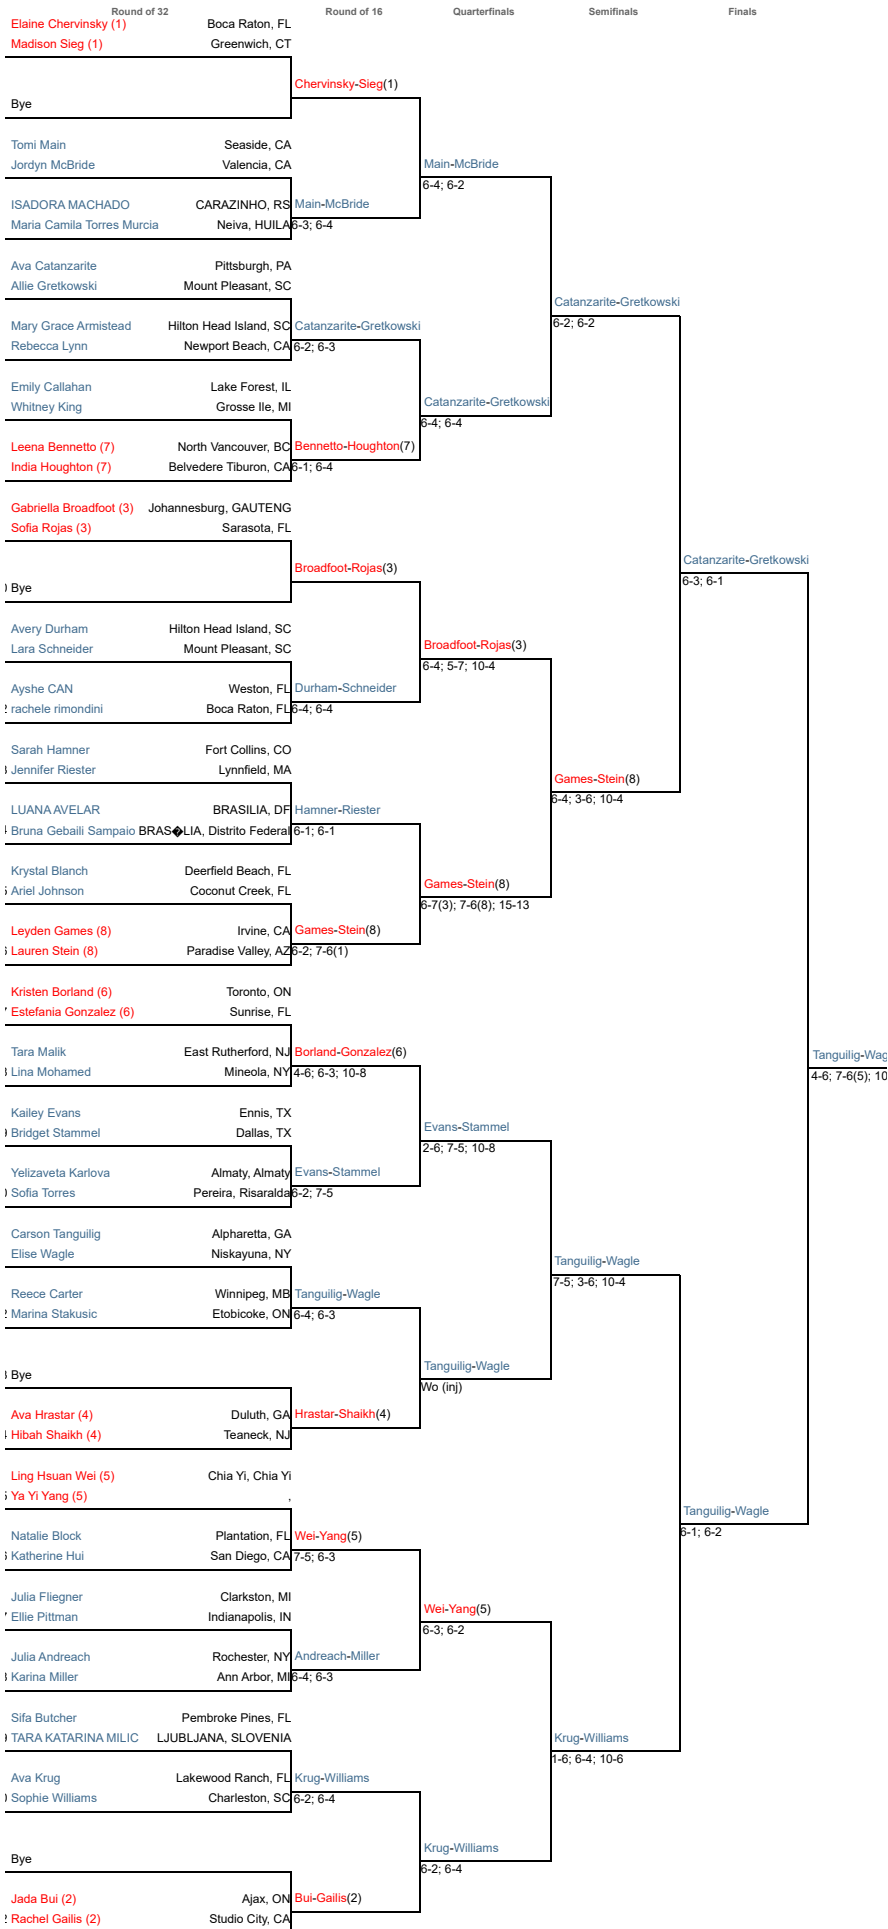 Round of 32 Round of 16 Quarterfinals Semifinals Finals
Elaine Chervinsky (1) Boca Raton, FL
Madison Sieg (1) Greenwich, CT
Chervinsky-Sieg(1)
Bye
Tomi Main Seaside, CA
Jordyn McBride Valencia, CA
Main-McBride
6-4; 6-2
ISADORA MACHADO CARAZINHO, RS Main-McBride
Maria Camila Torres Murcia Neiva, HUILA 6-3; 6-4
Ava Catanzarite Pittsburgh, PA
Allie Gretkowski Mount Pleasant, SC
Catanzarite-Gretkowski
6-2; 6-2
Mary Grace Armistead Hilton Head Island, SC Catanzarite-Gretkowski
Rebecca Lynn Newport Beach, CA 6-2; 6-3
Emily Callahan Lake Forest, IL
Whitney King Grosse Ile, MI
Catanzarite-Gretkowski
6-4; 6-4
Leena Bennetto (7) North Vancouver, BC Bennetto-Houghton(7)
India Houghton (7) Belvedere Tiburon, CA 6-1; 6-4
Gabriella Broadfoot (3) Johannesburg, GAUTENG
Sofia Rojas (3) Sarasota, FL
Catanzarite-Gretkowski
6-3; 6-1
Broadfoot-Rojas(3)
Bye
Avery Durham Hilton Head Island, SC
Lara Schneider Mount Pleasant, SC
Broadfoot-Rojas(3)
6-4; 5-7; 10-4
Ayshe CAN Weston, FL Durham-Schneider
2 rachele rimondini Boca Raton, FL 6-4; 6-4
Sarah Hamner Fort Collins, CO
Jennifer Riester Lynnfield, MA
Games-Stein(8)
6-4; 3-6; 10-4
LUANA AVELAR BRASILIA, DF Hamner-Riester
Bruna Gebaili Sampaio BRAS�LIA, Distrito Federal 6-1; 6-1
Krystal Blanch Deerfield Beach, FL
Ariel Johnson Coconut Creek, FL
Games-Stein(8)
6-7(3); 7-6(8); 15-13
Leyden Games (8) Irvine, CA Games-Stein(8)
Lauren Stein (8) Paradise Valley, AZ 6-2; 7-6(1)
Kristen Borland (6) Toronto, ON
Estefania Gonzalez (6) Sunrise, FL
Tara Malik East Rutherford, NJ Borland-Gonzalez(6)
Lina Mohamed Mineola, NY 4-6; 6-3; 10-8
Tanguilig-Wag
4-6; 7-6(5); 10
Kailey Evans Ennis, TX
Bridget Stammel Dallas, TX
Evans-Stammel
2-6; 7-5; 10-8
Yelizaveta Karlova Almaty, Almaty Evans-Stammel
Sofia Torres Pereira, Risaralda 6-2; 7-5
Carson Tanguilig Alpharetta, GA
Elise Wagle Niskayuna, NY
Tanguilig-Wagle
7-5; 3-6; 10-4
Reece Carter Winnipeg, MB Tanguilig-Wagle
2 Marina Stakusic Etobicoke, ON 6-4; 6-3
Bye
Tanguilig-Wagle
Wo (inj)
Ava Hrastar (4) Duluth, GA Hrastar-Shaikh(4)
Hibah Shaikh (4) Teaneck, NJ
Ling Hsuan Wei (5) Chia Yi, Chia Yi
Ya Yi Yang (5) ,
Tanguilig-Wagle
6-1; 6-2
Natalie Block Plantation, FL Wei-Yang(5)
Katherine Hui San Diego, CA 7-5; 6-3
Julia Fliegner Clarkston, MI
Ellie Pittman Indianapolis, IN
Wei-Yang(5)
6-3; 6-2
Julia Andreach Rochester, NY Andreach-Miller
Karina Miller Ann Arbor, MI 6-4; 6-3
Sifa Butcher Pembroke Pines, FL
TARA KATARINA MILIC LJUBLJANA, SLOVENIA
Krug-Williams
1-6; 6-4; 10-6
Ava Krug Lakewood Ranch, FL Krug-Williams
Sophie Williams Charleston, SC 6-2; 6-4
Bye
Krug-Williams
6-2; 6-4
Jada Bui (2) Ajax, ON Bui-Gailis(2)
2 Rachel Gailis (2) Studio City, CA